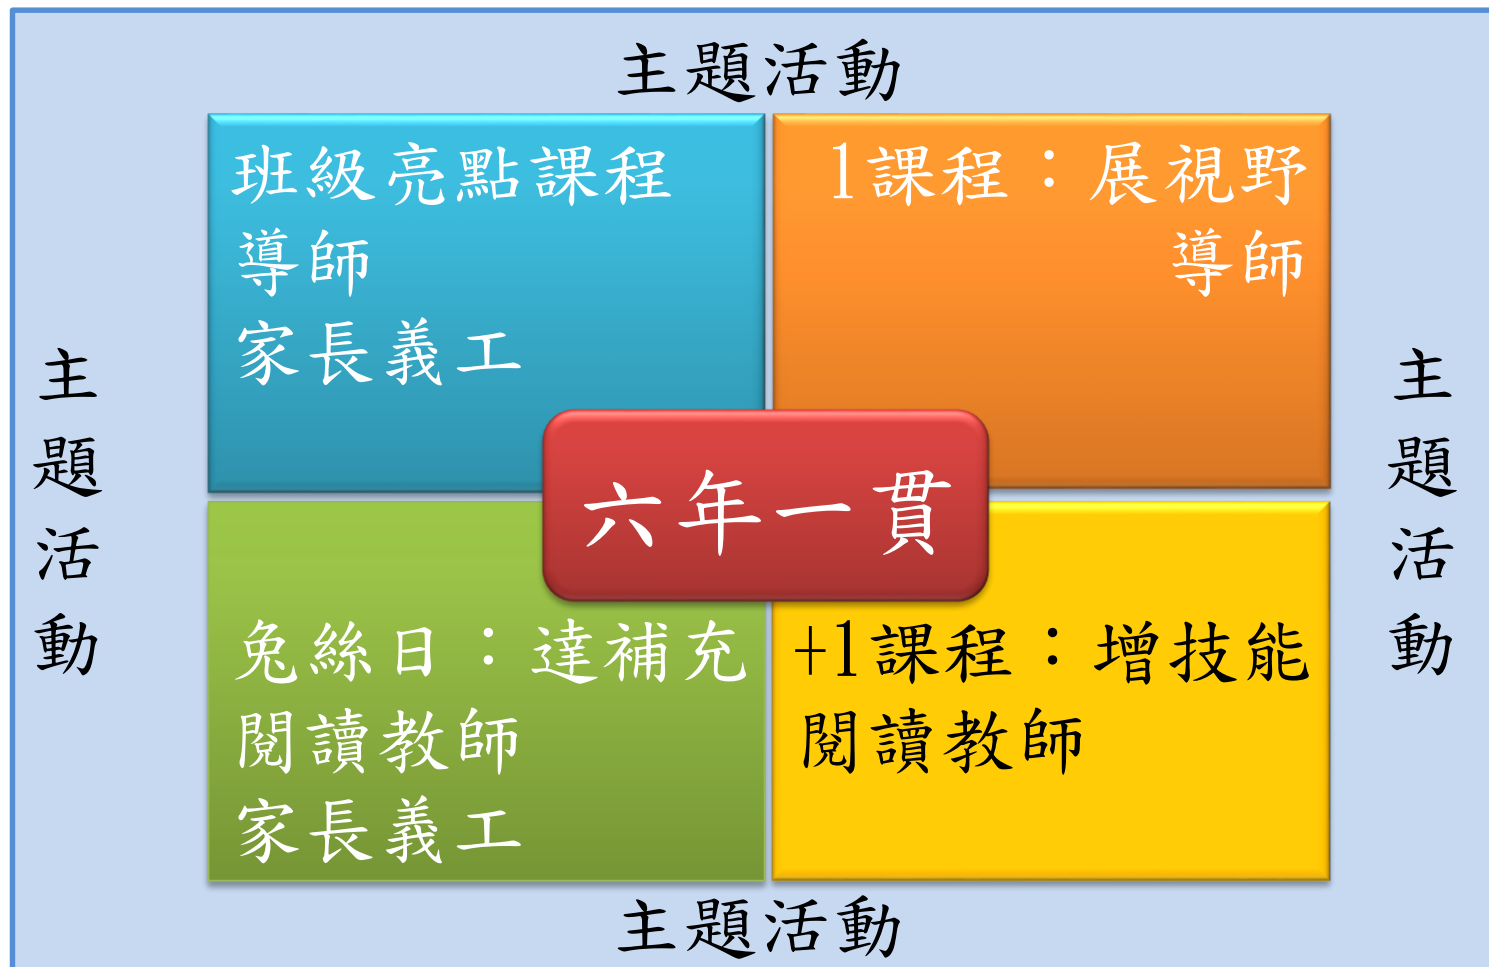 主題活動
班級亮點課程
導師
家長義工
1課程：展視野
導師
主題活動
六年一貫
主題活動
兔絲日：達補充
閱讀教師
家長義工
+1課程：增技能
閱讀教師
主題活動